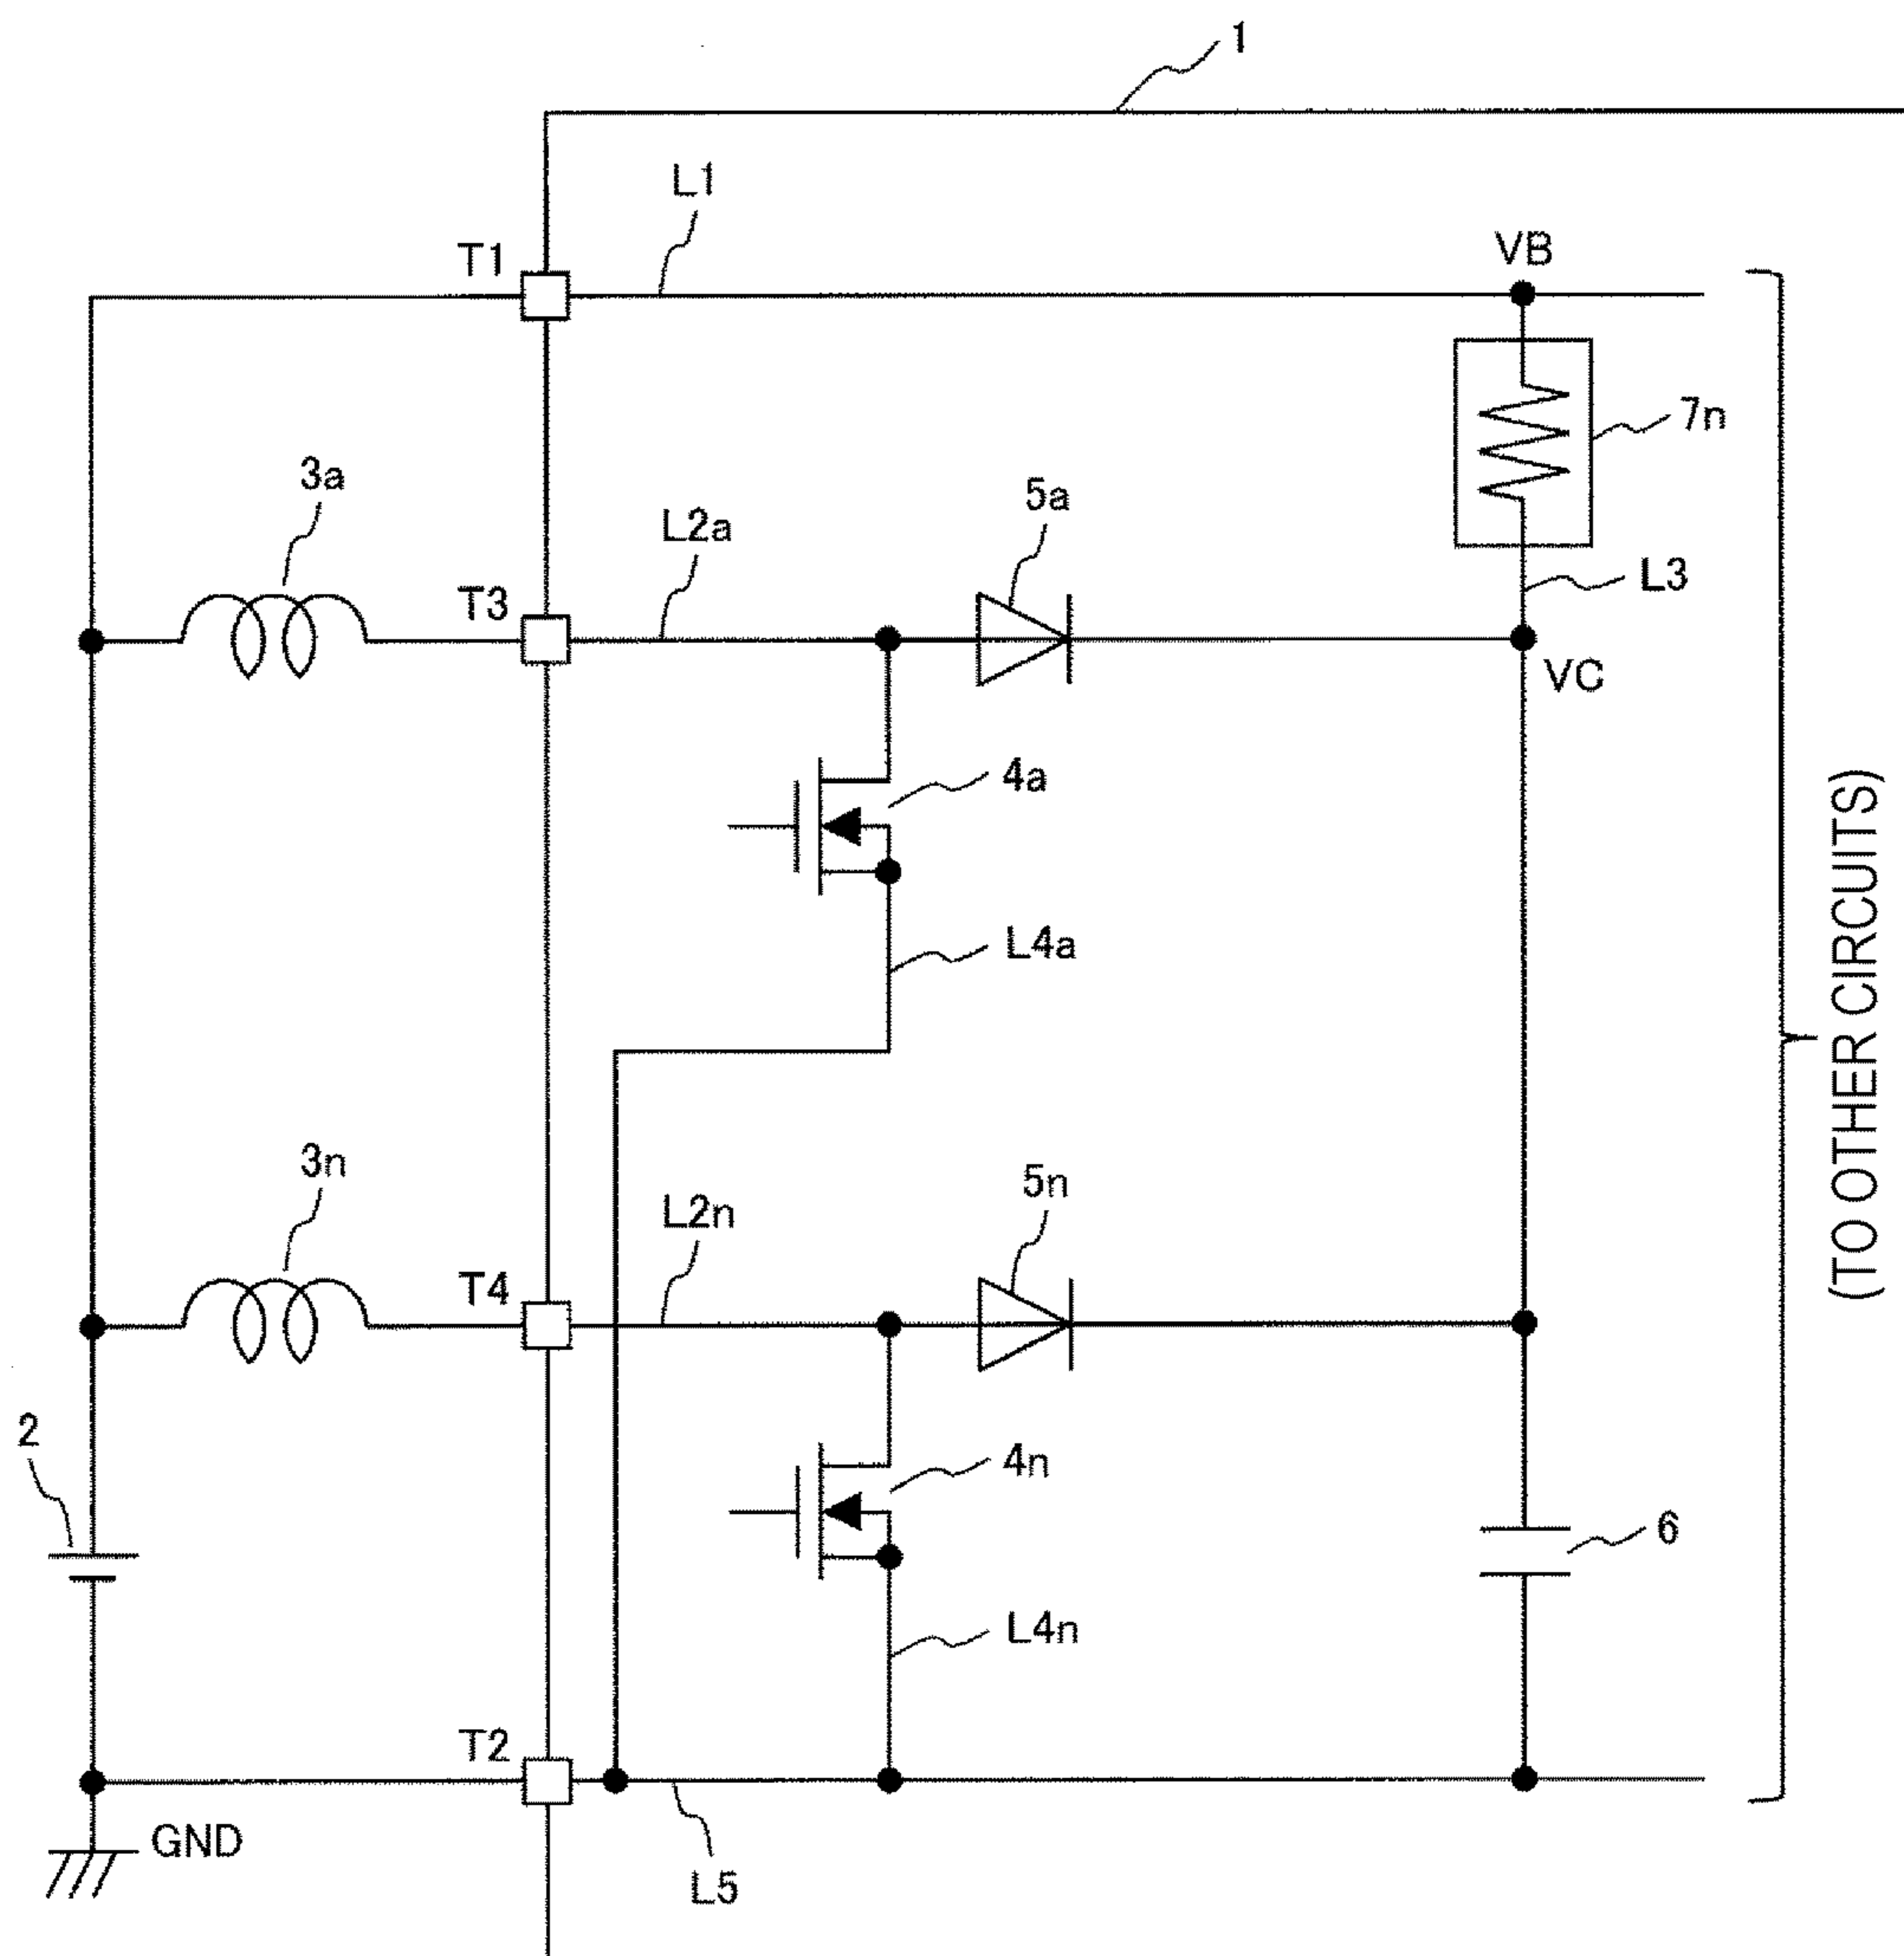 1
L1
T1
VB
7n
3a
5a
L2a
T3
L3
VC
4a
L4a
(TO OTHER CIRCUITS)
3n
5n
L2n
T4
2
4n
6
L4n
T2
GND
L5